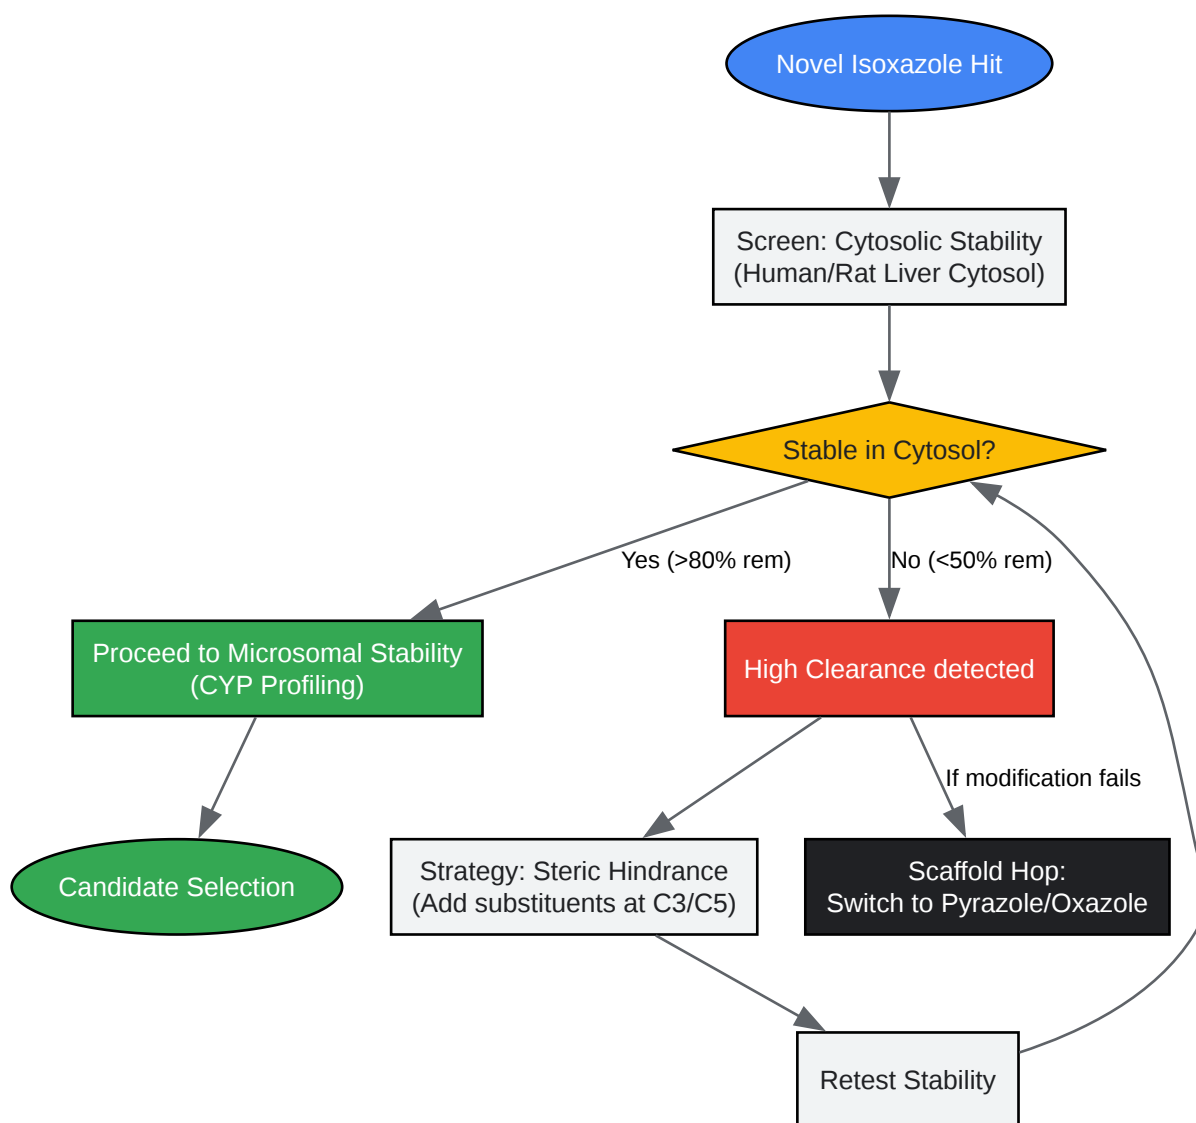 Novel Isoxazole Hit
Screen: Cytosolic Stability
(Human/Rat Liver Cytosol)
Stable in Cytosol?
Yes (>80% rem)
No (<50% rem)
Proceed to Microsomal Stability
(CYP Profiling)
High Clearance detected
If modification fails
Candidate Selection
Strategy: Steric Hindrance
(Add substituents at C3/C5)
Scaffold Hop:
Switch to Pyrazole/Oxazole
Retest Stability